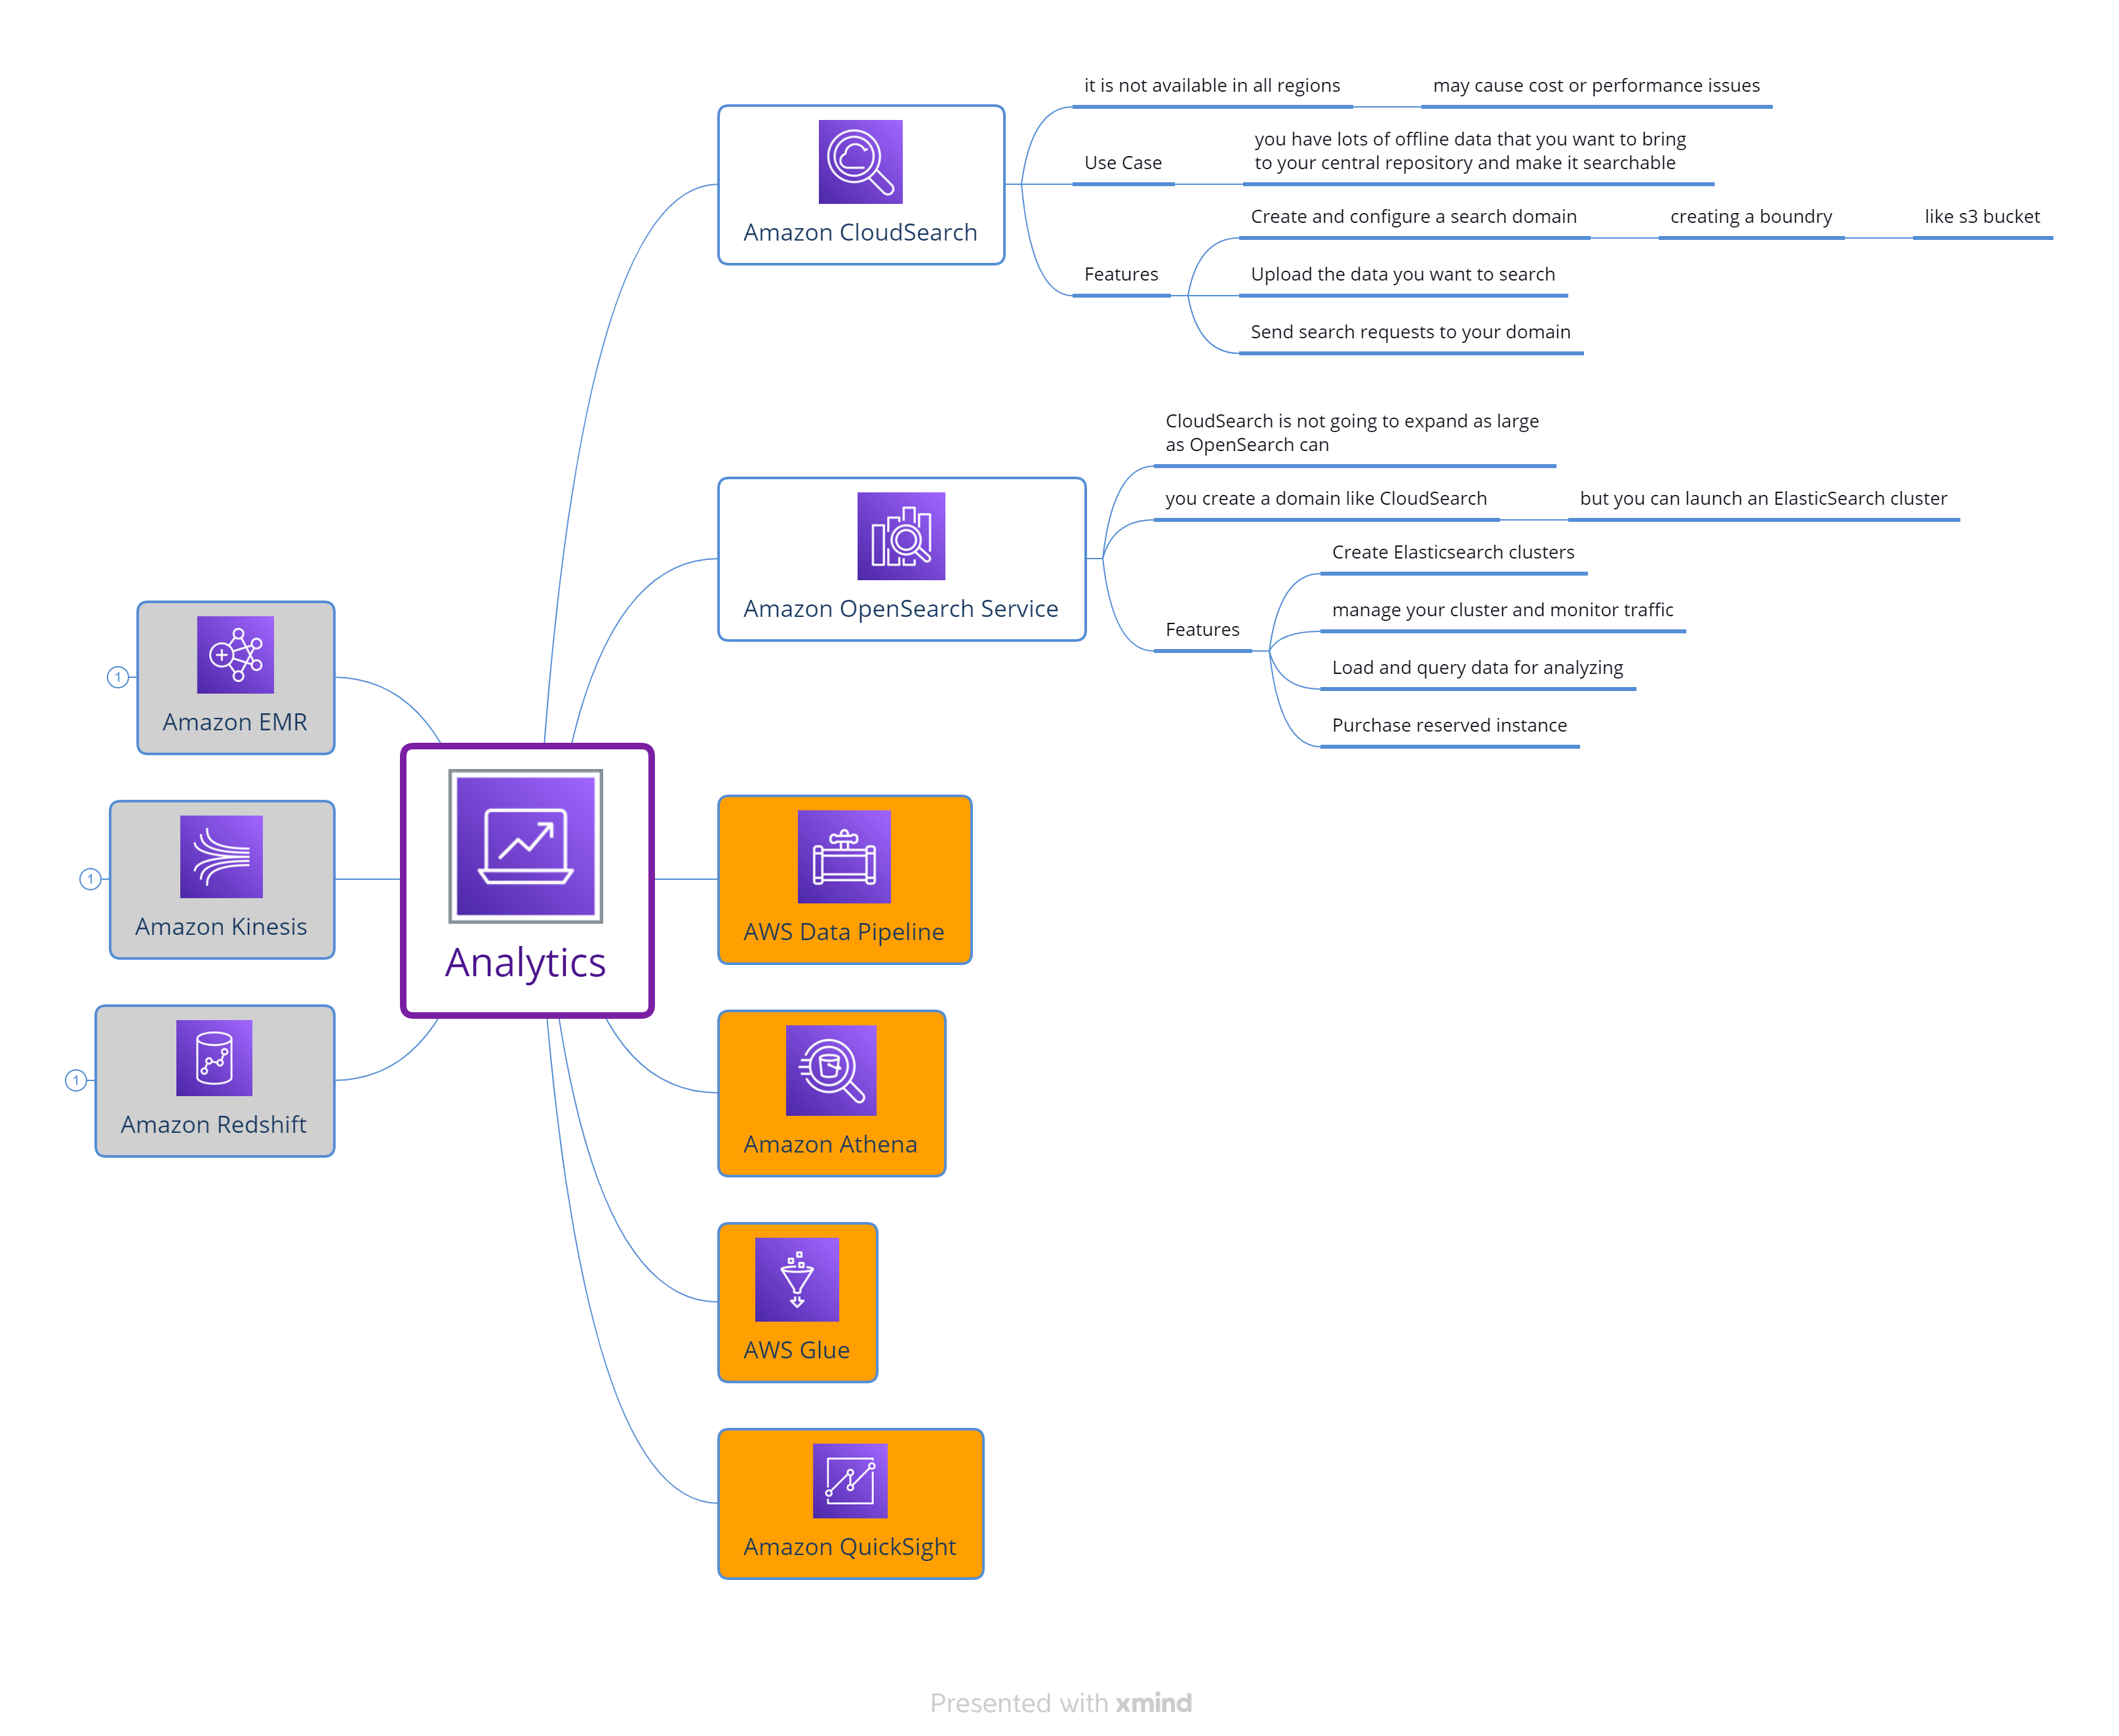 it is not available in all regions
may cause cost or performance issues
you have lots of offline data that you want to bring
to your central repository and make it searchable
Use Case
Amazon CloudSearch
Create and configure a search domain
creating a boundry
like s3 bucket
Features
Upload the data you want to search
Send search requests to your domain
CloudSearch is not going to expand as large
as OpenSearch can
you create a domain like CloudSearch
but you can launch an ElasticSearch cluster
Amazon OpenSearch Service
Features
Create Elasticsearch clusters
manage your cluster and monitor traffic
Load and query data for analyzing
Purchase reserved instance
1
Amazon EMR
1
Amazon Kinesis
1
Amazon Redshift
Analytics
AWS Data Pipeline
Amazon Athena
AWS Glue
Amazon QuickSight
Presented with xmind